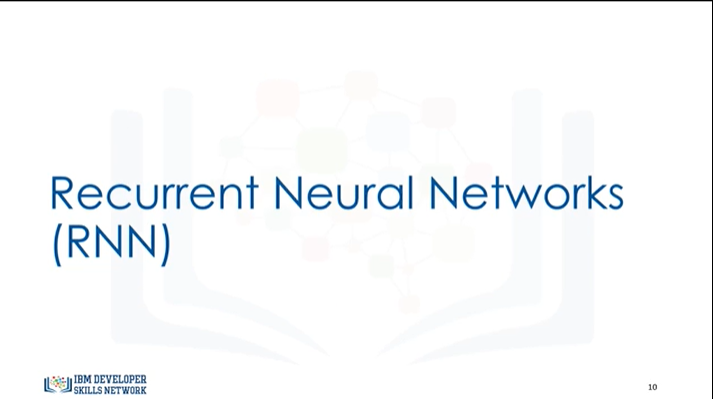 Recurrent Neural Networks
(RNN)
IBM DEVELOPER
SKILLS NETWORK
10